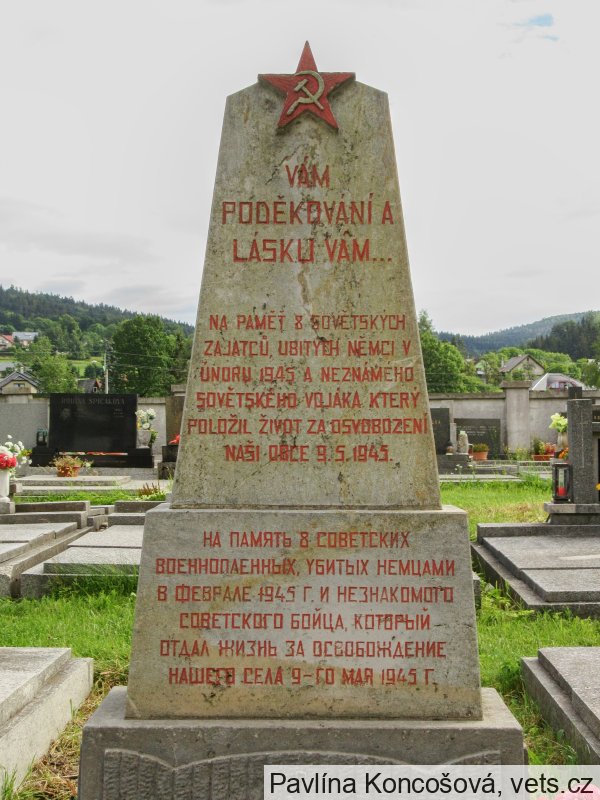 VÁM
PODĚKOVÁNÍ A
LÁSKU VÁM...
NA PAMĚŤ 8 SOVĚTSKÝCH
ZAJATCŮ, UBITÝCH NĚMCI V
ÚNORU 1945 A NEZNÁMÉHO
SOVĚTSKÉHO VOJÁKA, KTERÝ
POLOŽIL ŽIVOT ZA OSVOBOZENÍ
NAŠÍ OBCE 9.5.1945.
НА ПАМЯТЬ 8 СОВЕТСКИХ
ВОЕННОПЛЕННЫХ, УБИТЫХ НЕМЦАМИ
В ФЕВРАЛЕ 1945 Г. И НЕЗНАКОМОГО
СОВЕТСКОГО БОЙЦА, КОТОРЫЙ
ОТДАЛ ЖИЗНЬ ЗА ОСВОБОЖДЕНИЕ
НАШЕГО СЕЛА 9-ГО МАЯ 1945 Г.
Pavlína Koncošová, vets.cz